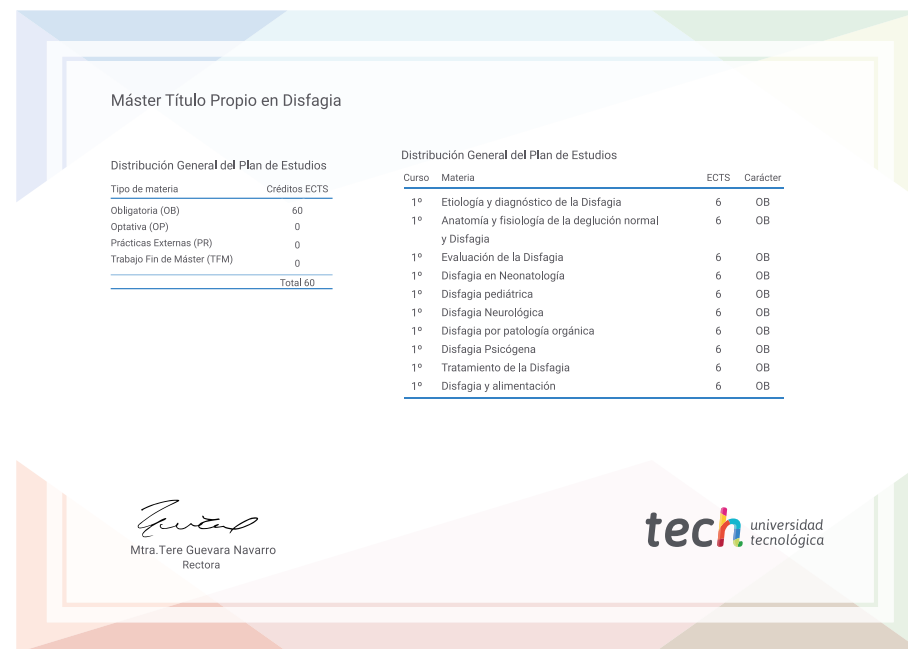 Máster Título Propio en Disfagia
Distribución General del Plan de Estudios
Tipo de materia Créditos ECTS
Obligatoria (OB) 60
Optativa (OP) 0
Prácticas Externas (PR) 0
Trabajo Fin de Máster (TFM) 0
Total 60
Distribución General del Plan de Estudios
Curso Materia ECTS Carácter
1º Etiología y diagnóstico de la Disfagia 6 OB
1º Anatomía y fisiología de la deglución normal 6 OB
y Disfagia
1º Evaluación de la Disfagia 6 OB
1º Disfagia en Neonatología 6 OB
1º Disfagia pediátrica 6 OB
1º Disfagia Neurológica 6 OB
1º Disfagia por patología orgánica 6 OB
1º Disfagia Psicógena 6 OB
1º Tratamiento de la Disfagia 6 OB
1º Disfagia y alimentación 6 OB
Mtra.Tere Guevara Navarro
Rectora
tech universidad
tecnológica